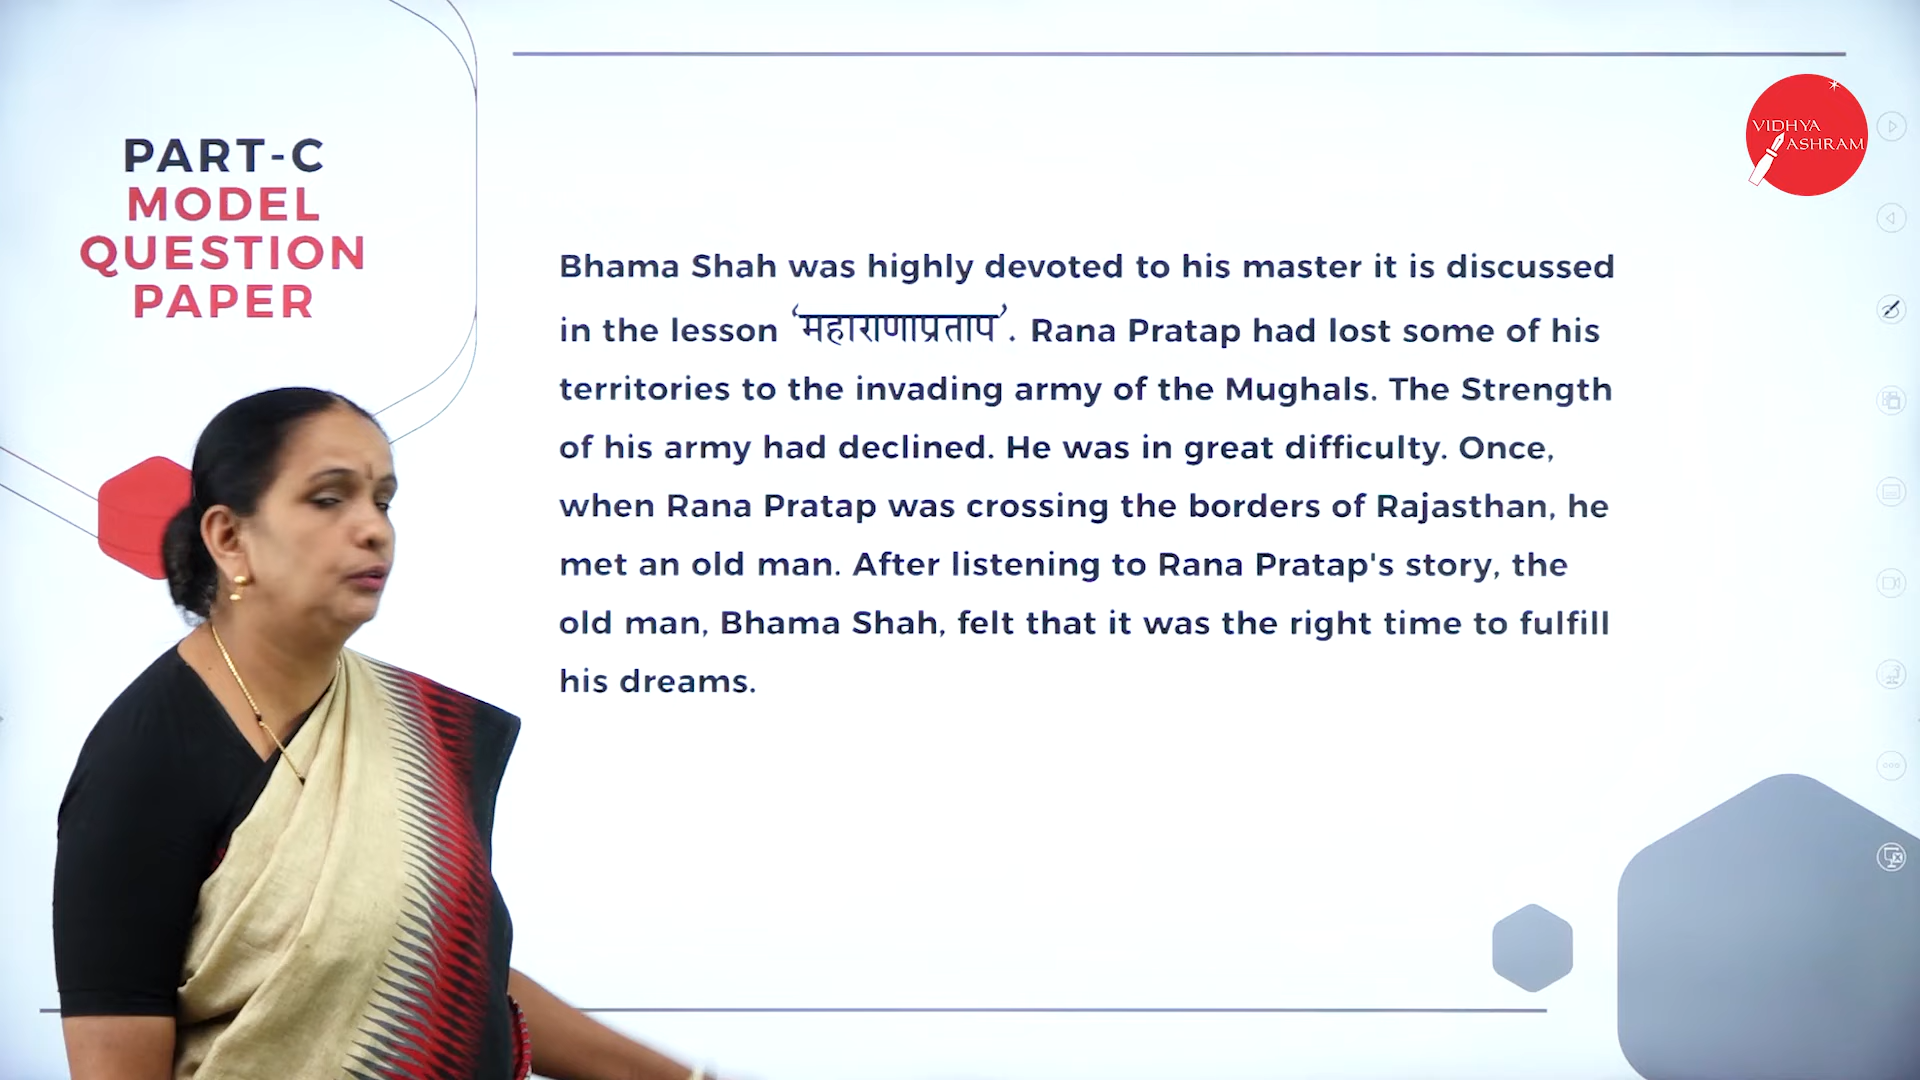 PART-C
MODEL
QUESTION
PAPER
VIDHYA
ASHRAM
Bhama Shah was highly devoted to his master it is discussed
in the lesson ‘महाराणाप्रताप’. Rana Pratap had lost some of his
territories to the invading army of the Mughals. The Strength
of his army had declined. He was in great difficulty. Once,
when Rana Pratap was crossing the borders of Rajasthan, he
met an old man. After listening to Rana Pratap's story, the
old man, Bhama Shah, felt that it was the right time to fulfill
his dreams.